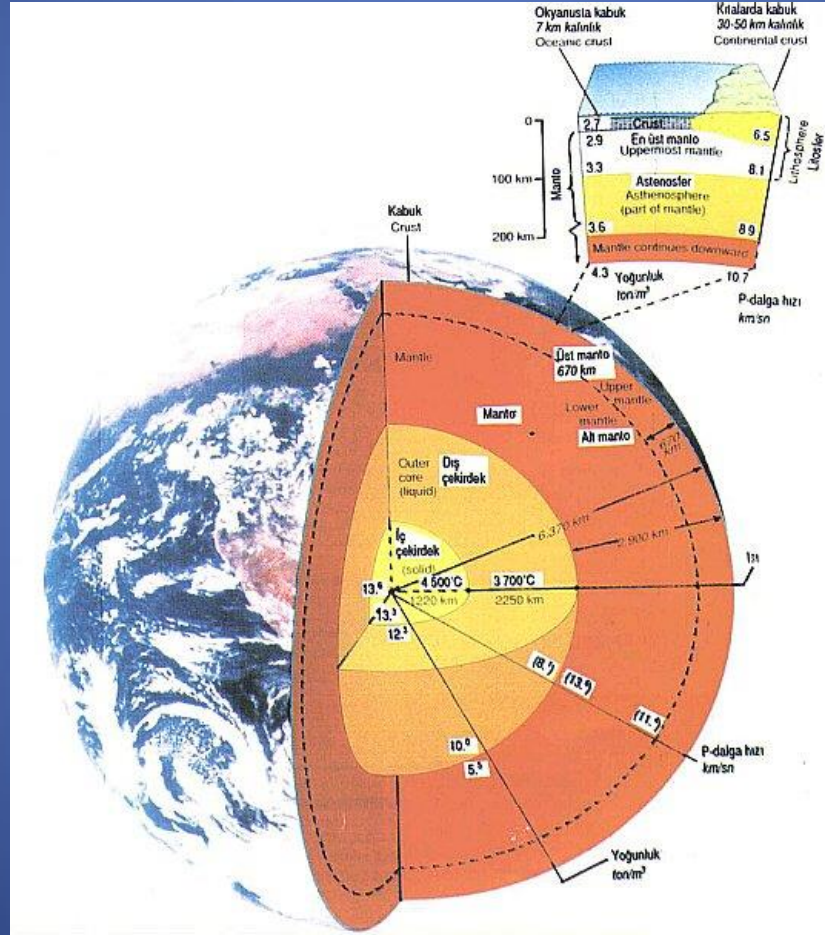 Okyanusta kabuk
7 km kalınlık
Oceanic crust
Kıtalarda kabuk
30-50 km kalınlık
Continental crust
0
100 km
200 km
Manto
2.7
Crust
6.5
2.9
En üst manto
Uppermost mantle
3.3
8.1
Astenosfer
Asthenosphere
(part of mantle)
3.6
8.9
Mantle continues downward
4.3
10.7
Lithosphere
Litosfer
Yoğunluk
ton/m³
P-dalga hızı
km/sn
Kabuk
Crust
Mantle
Üst manto
670 km
Upper
mantle
Manto
Lower
mantle
Alt manto
670
km
Outer
core
(liquid)
Dış
çekirdek
6.370 km
2.900 km
İç
çekirdek
(solid)
4 500°C
3 700°C
1220 km
2250 km
P-dalga hızı
km/sn
Yoğunluk
ton/m³